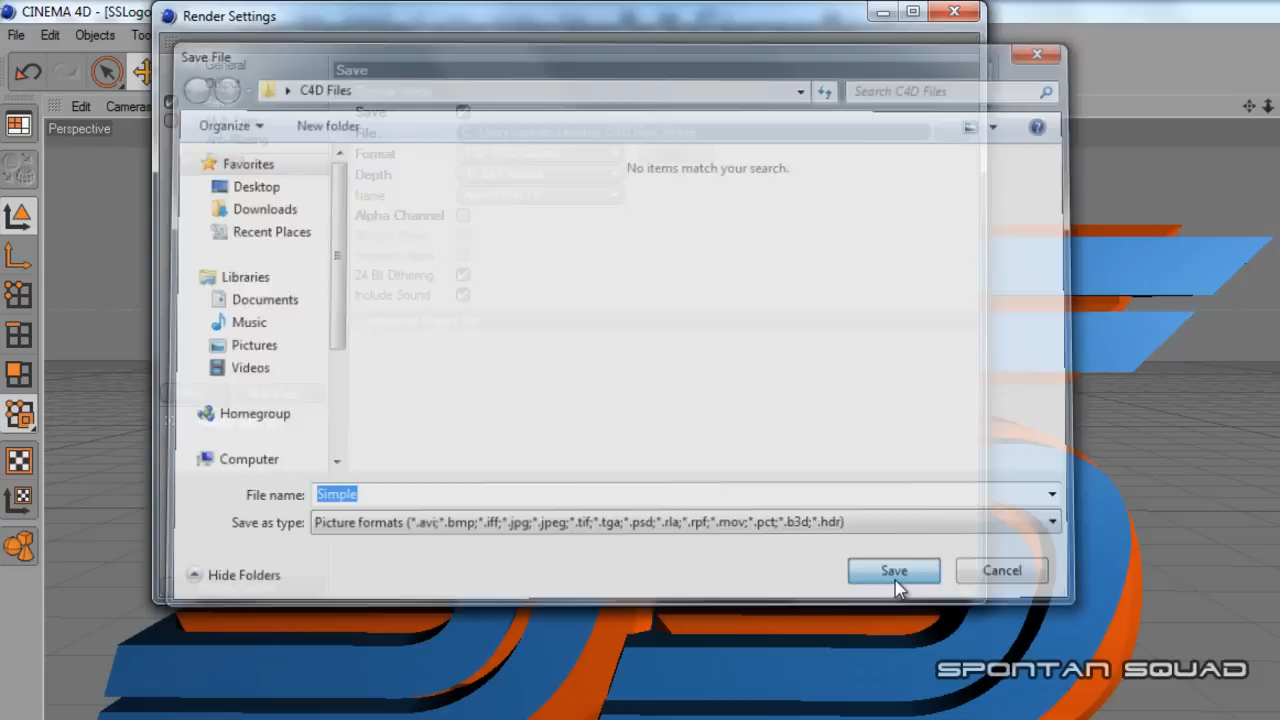 CINEMA 4D - [SSLogo
Render Settings
File Edit Objects Too
Save File
General
Save
C4D Files
Search C4D Files
Edit Cameras
Save
Organize
New folder
File
Perspective
Format
Favorites
No items match your search.
Depth
Desktop
Name
Downloads
Alpha Channel
Recent Places
24 Bit Dithering
Libraries
Include Sound
Documents
Music
Pictures
Videos
Homegroup
Computer
File name: Simple
Save as type: Picture formats (*.avi;*.bmp;*.iff;*.jpg;*.jpeg;*.tif;*.tga;*.psd;*.rla;*.rpf;*.mov;*.pct;*.b3d;*.hdr)
Hide Folders
Save
Cancel
SPONTAN SQUAD